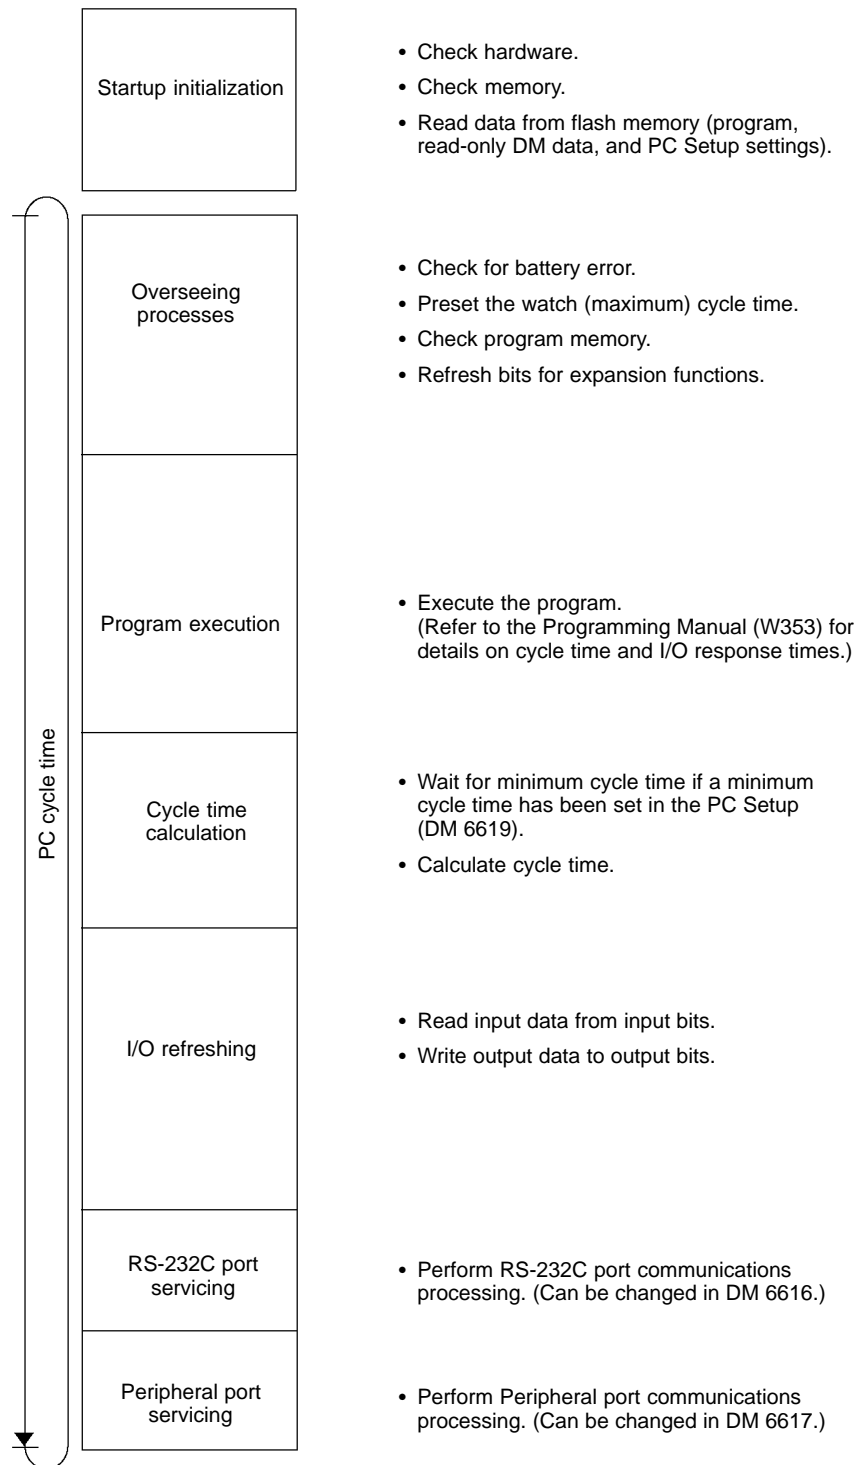 Startup initialization
• Check hardware.
• Check memory.
• Read data from flash memory (program,
read-only DM data, and PC Setup settings).
PC cycle time
Overseeing
processes
• Check for battery error.
• Preset the watch (maximum) cycle time.
• Check program memory.
• Refresh bits for expansion functions.
Program execution
• Execute the program.
(Refer to the Programming Manual (W353) for
details on cycle time and I/O response times.)
Cycle time
calculation
• Wait for minimum cycle time if a minimum
cycle time has been set in the PC Setup
(DM 6619).
• Calculate cycle time.
I/O refreshing
• Read input data from input bits.
• Write output data to output bits.
RS-232C port
servicing
• Perform RS-232C port communications
processing. (Can be changed in DM 6616.)
Peripheral port
servicing
• Perform Peripheral port communications
processing. (Can be changed in DM 6617.)